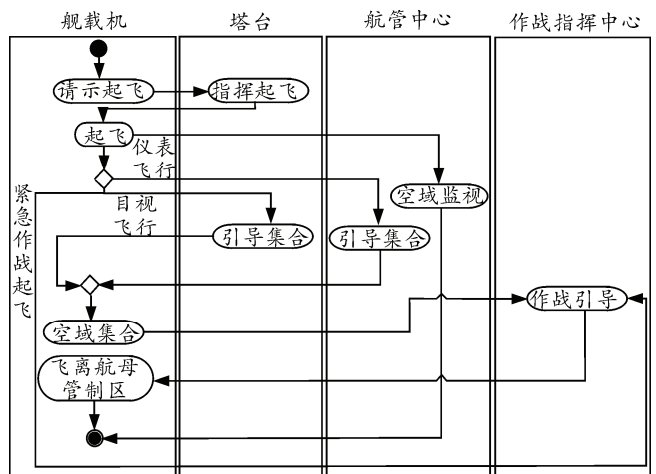 舰载机
塔台
航管中心
作战指挥中心
请示起飞
指挥起飞
起飞
仪表
飞行
紧急作战起飞
目视
飞行
空域监视
引导集合
引导集合
作战引导
空域集合
飞离航母
管制区